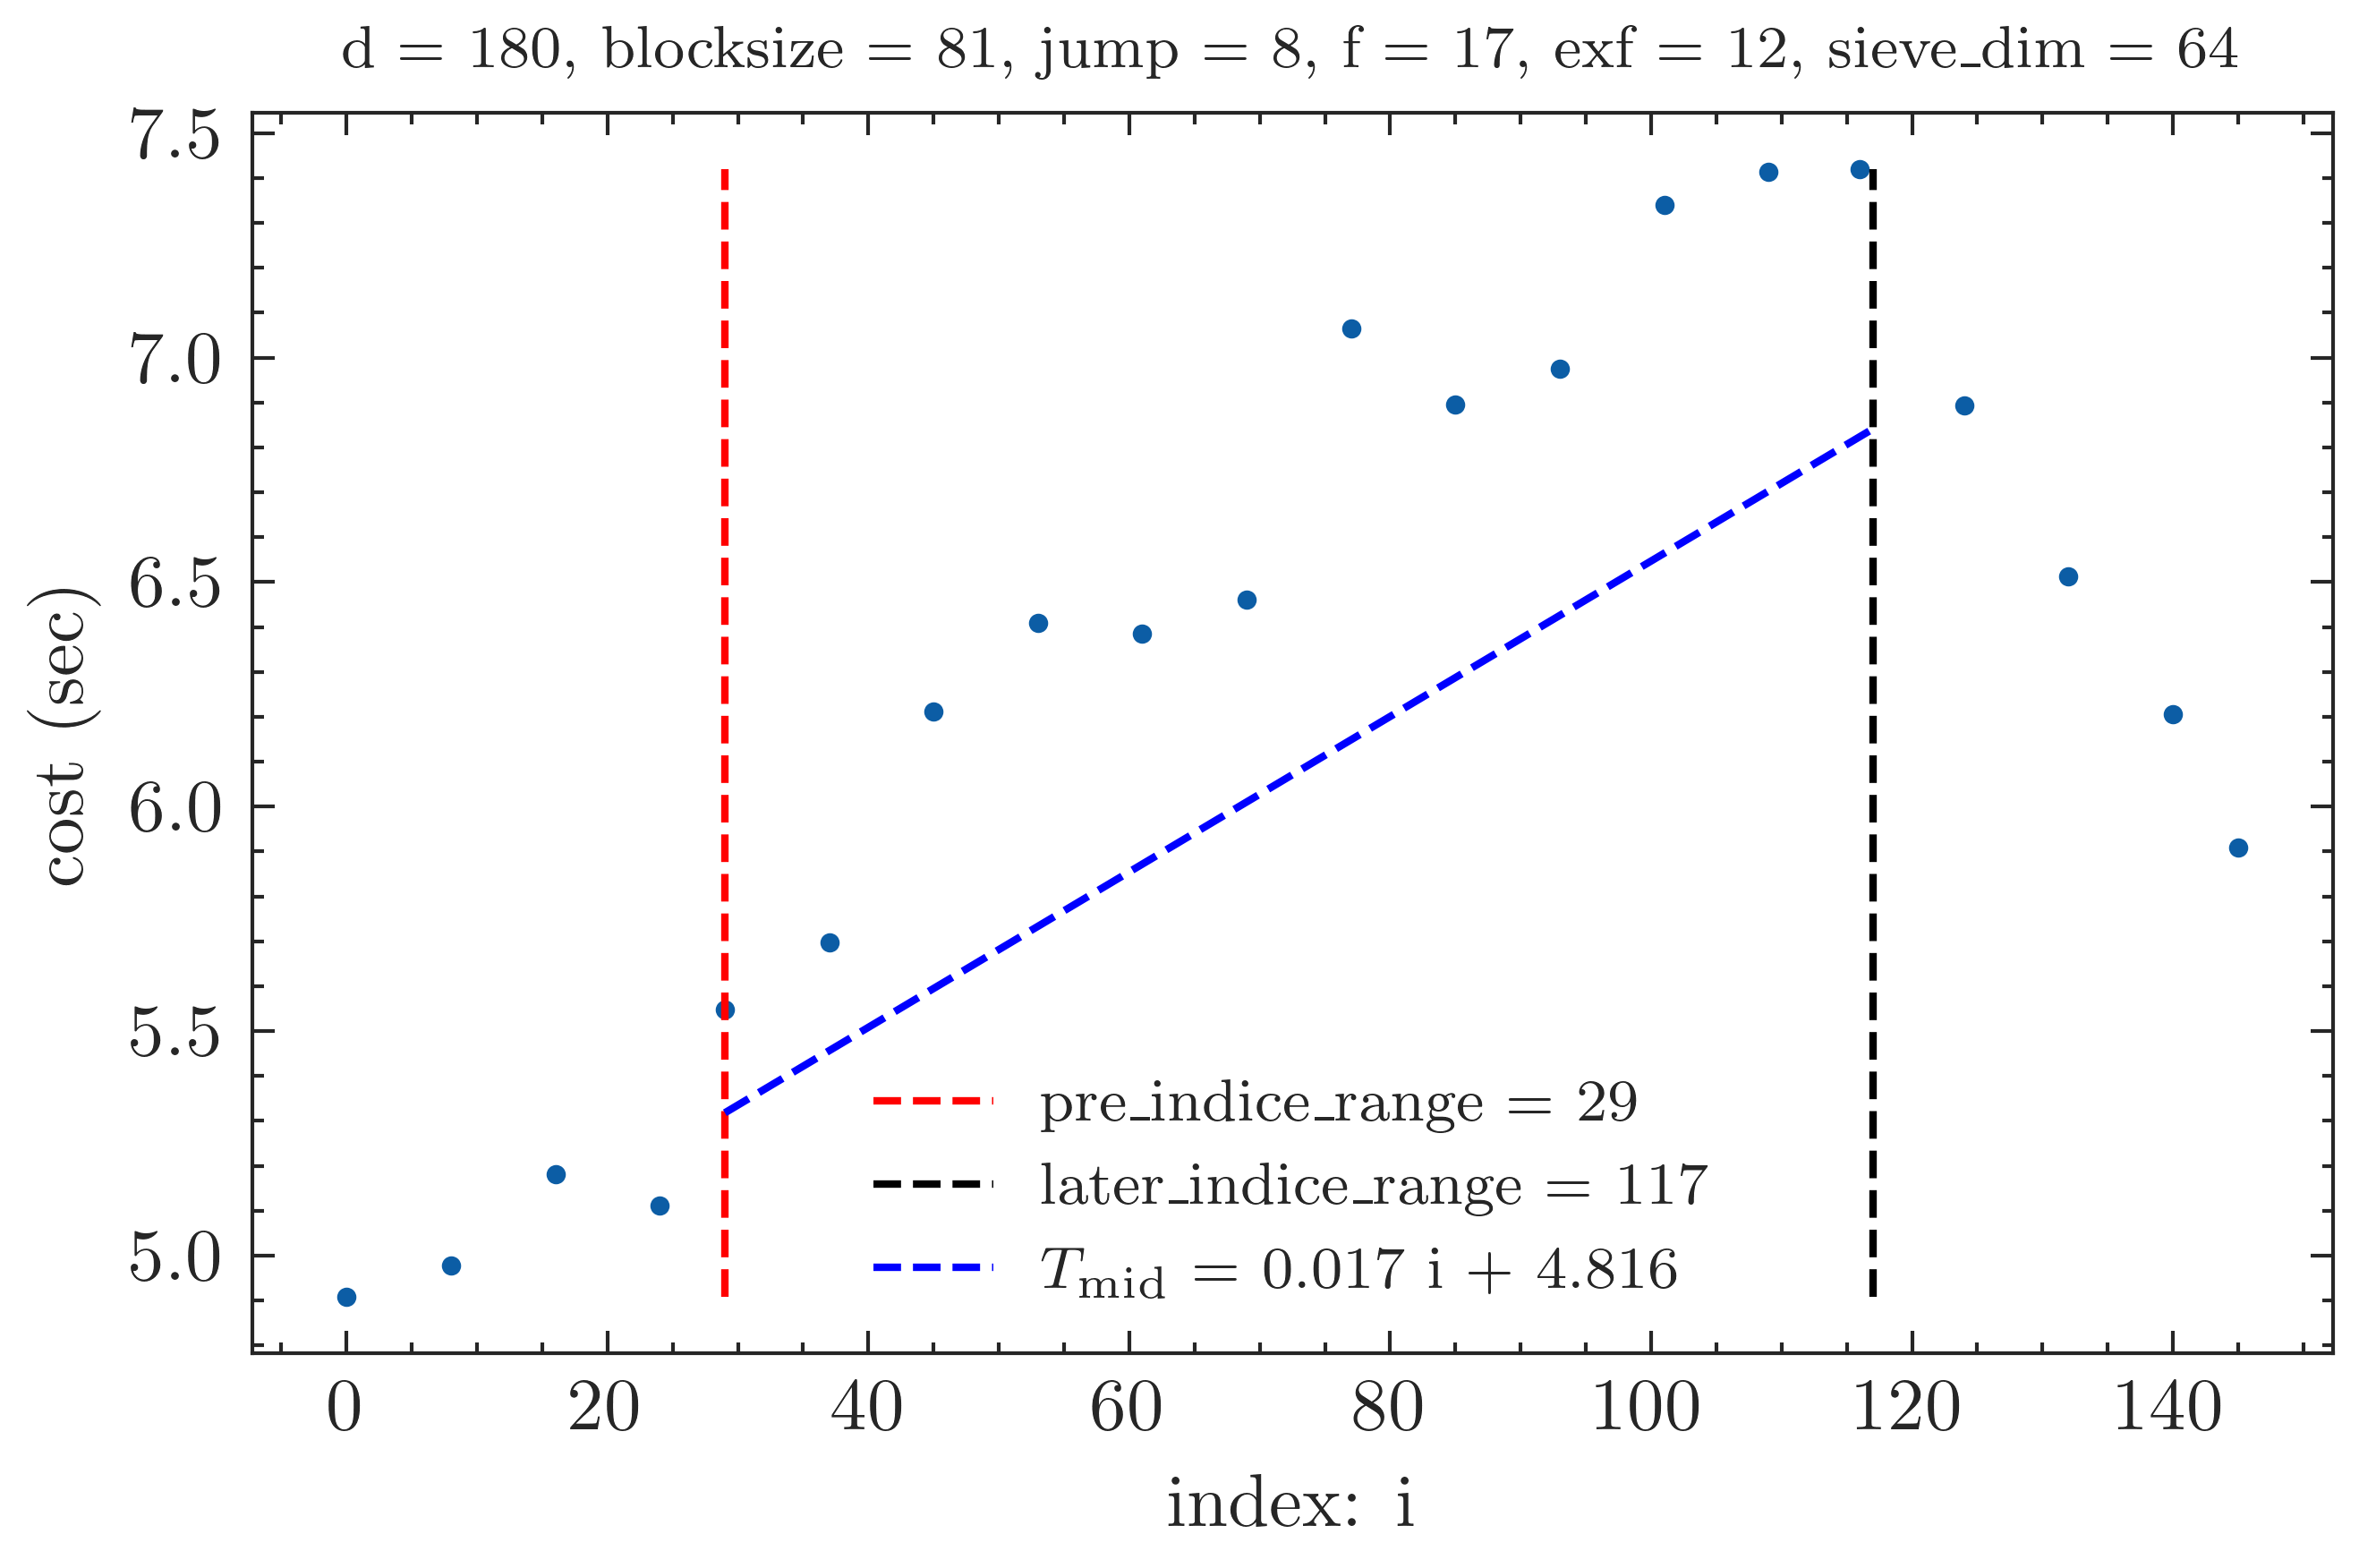 d = 180, blocksize = 81, jump = 8, f = 17, exf = 12, sieve_dim = 64
7.5
7.0
6.5
6.0
5.5
5.0
cost (sec)
pre_indice_range = 29
later_indice_range = 117
T_mid = 0.017 i + 4.816
0 20 40 60 80 100 120 140
index: i